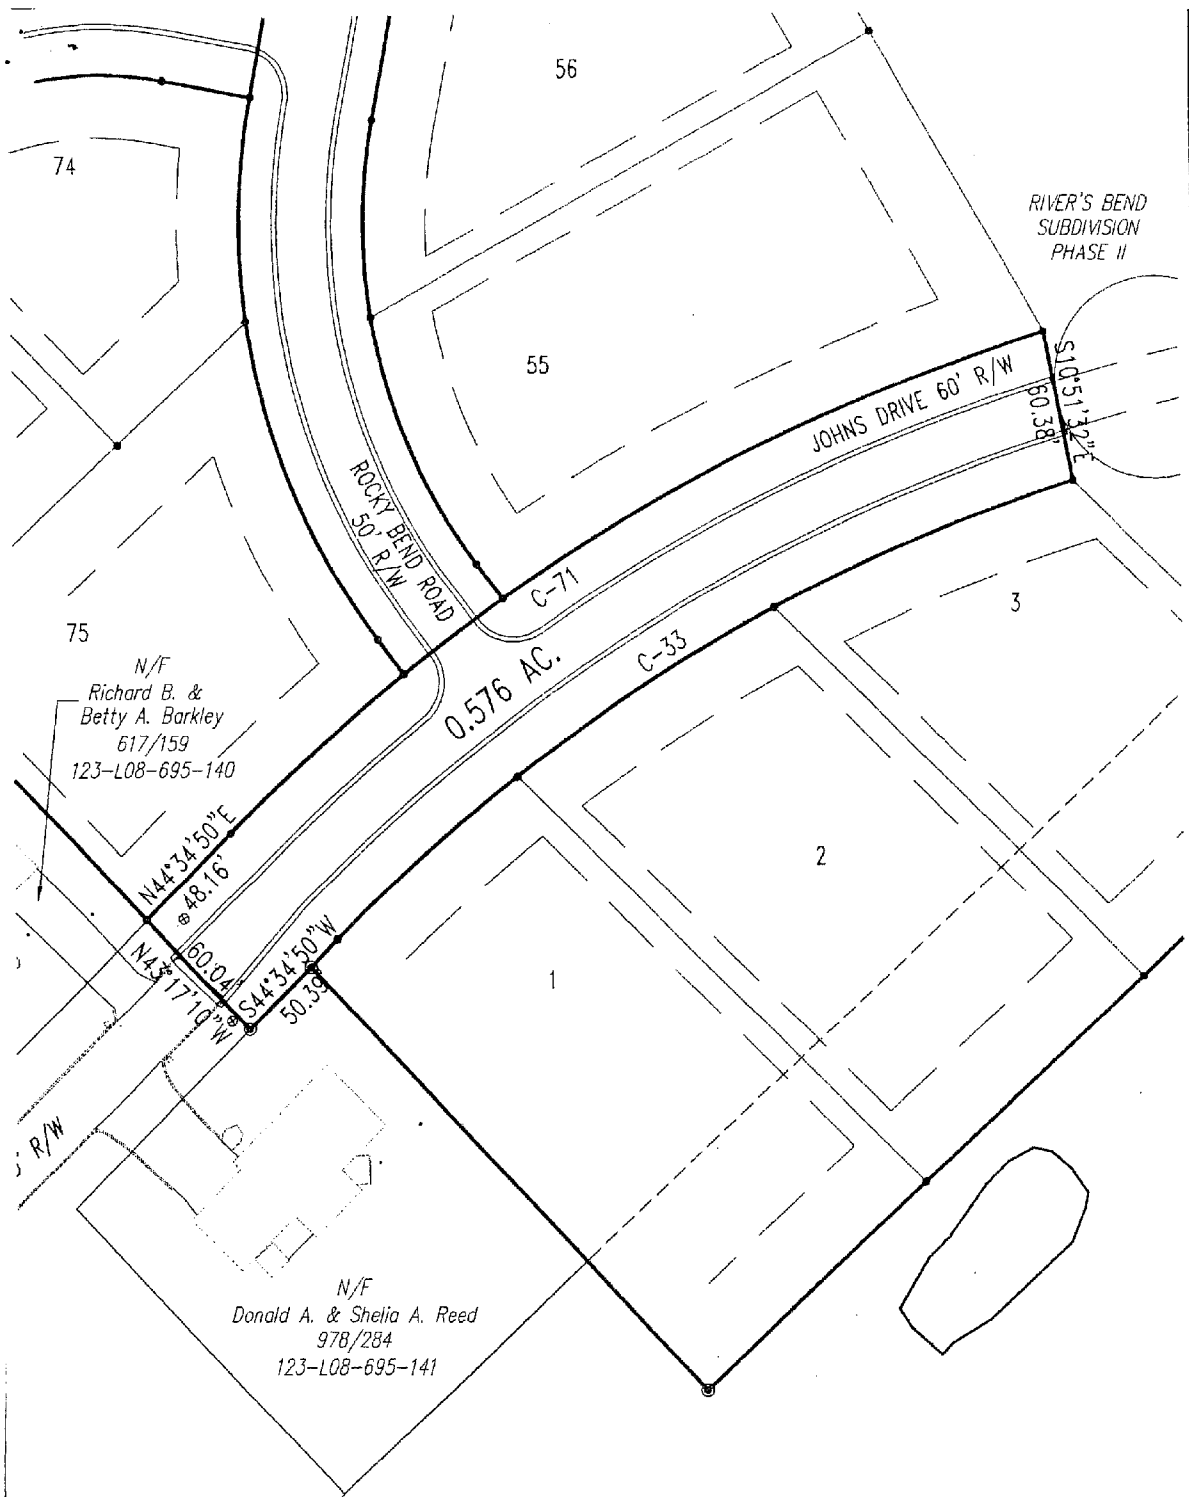 56
74
RIVER'S BEND
SUBDIVISION
PHASE II
55
JOHNS DRIVE 60' R/W
S10°51'32"E
60.38'
ROCKY BEND ROAD
50' R/W
C-71
3
75
C-33
0.576 AC.
N/F
Richard B. &
Betty A. Barkley
617/159
123-L08-695-140
N44°34'50"E
48.16'
2
N43°17'10"W
60.04'
S44°34'50"W
50.39'
1
R/W
N/F
Donald A. & Shelia A. Reed
978/284
123-L08-695-141